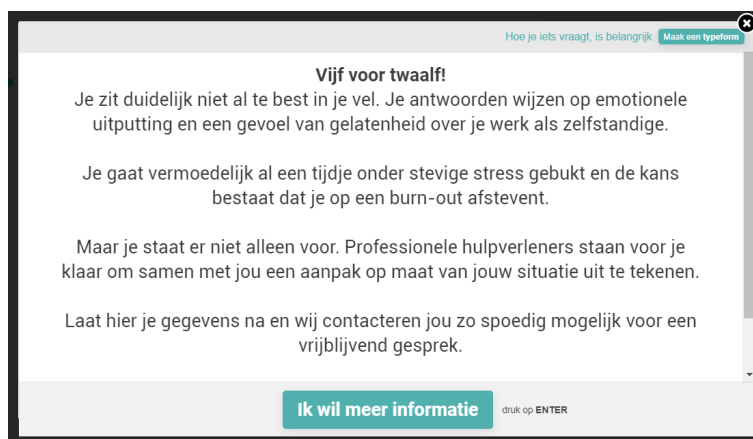 Hoe je iets vraagt, is belangrijk Maak een typeform
Vijf voor twaalf!
Je zit duidelijk niet al te best in je vel. Je antwoorden wijzen op emotionele
uitputting en een gevoel van gelatenheid over je werk als zelfstandige.
Je gaat vermoedelijk al een tijdje onder stevige stress gebukt en de kans
bestaat dat je op een burn-out afstevent.
Maar je staat er niet alleen voor. Professionele hulpverleners staan voor je
klaar om samen met jou een aanpak op maat van jouw situatie uit te tekenen.
Laat hier je gegevens na en wij contacteren jou zo spoedig mogelijk voor een
vrijblijvend gesprek.
Ik wil meer informatie druk op ENTER